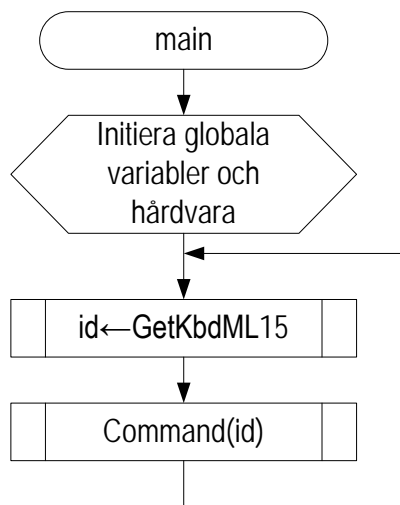 main
Initiera globala
variabler och
hårdvara
id←GetKbdML15
Command(id)